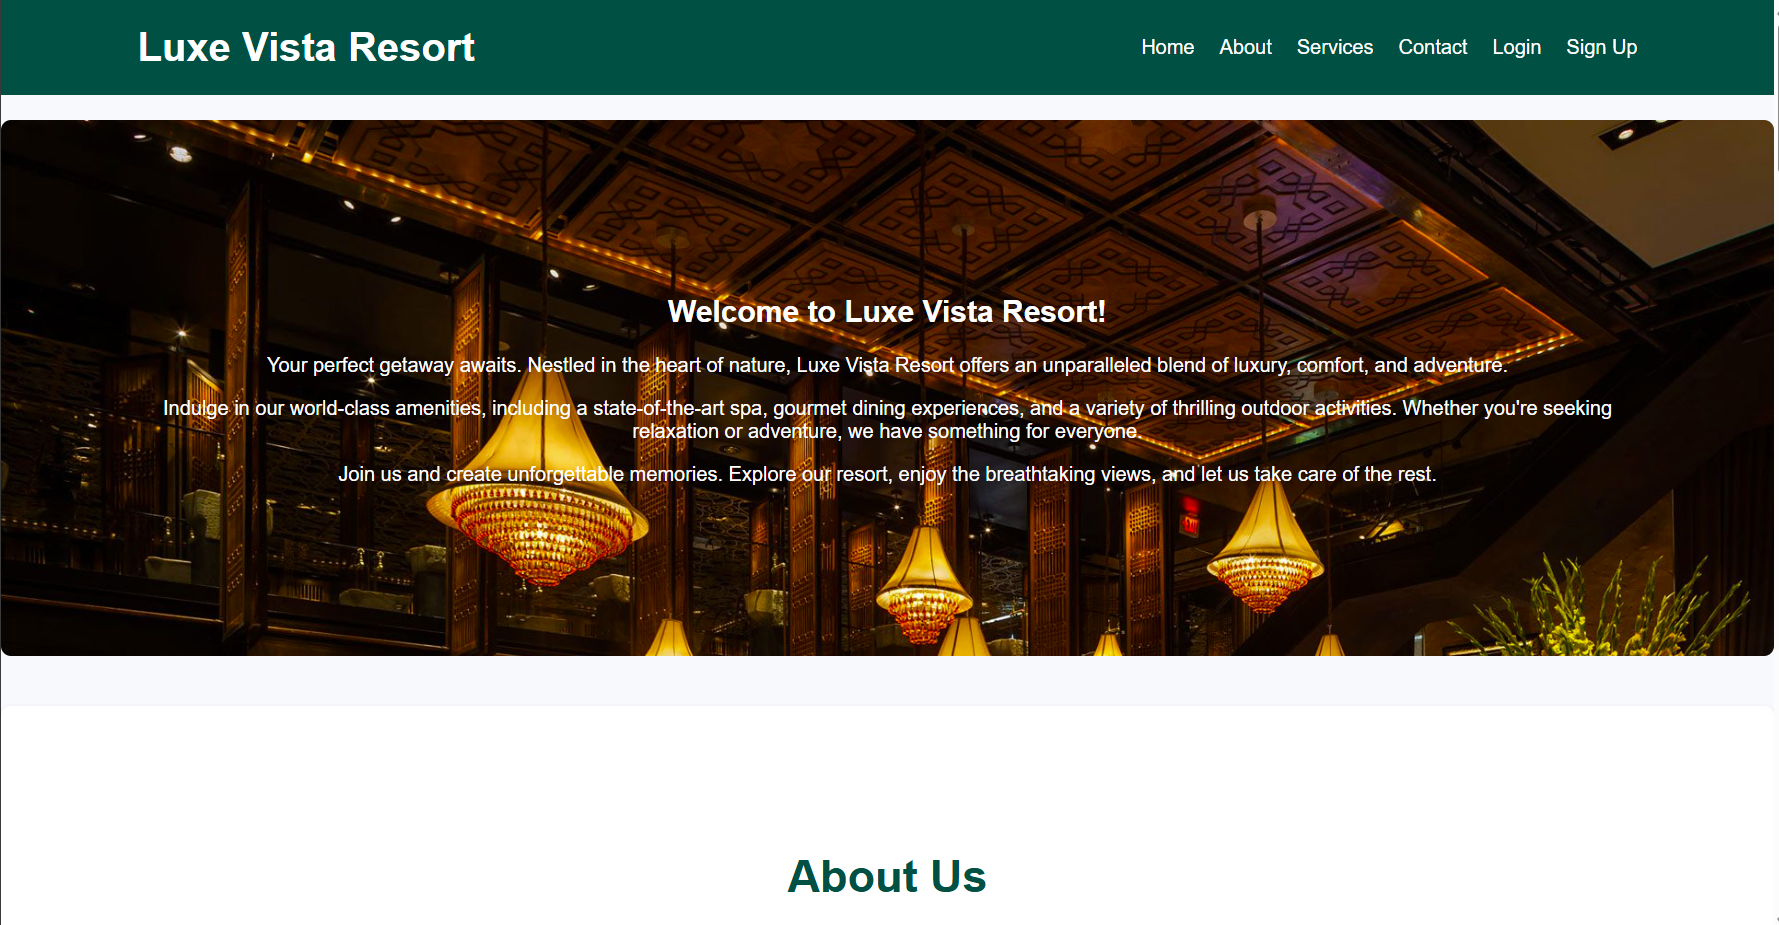 Luxe Vista Resort
Home About Services Contact Login Sign Up
Welcome to Luxe Vista Resort!
Your perfect getaway awaits. Nestled in the heart of nature, Luxe Vista Resort offers an unparalleled blend of luxury, comfort, and adventure.
Indulge in our world-class amenities, including a state-of-the-art spa, gourmet dining experiences, and a variety of thrilling outdoor activities. Whether you're seeking
relaxation or adventure, we have something for everyone.
Join us and create unforgettable memories. Explore our resort, enjoy the breathtaking views, and let us take care of the rest.
About Us